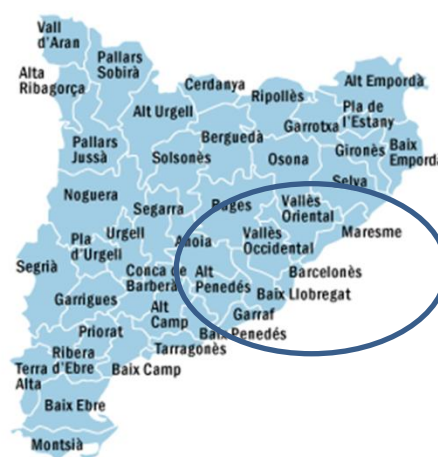 Vall
d'Aran
Pallars
Sobirà
Alta
Ribagorça
Cerdanya
Alt Empordà
Ripollès
Alt Urgell
Pla de
l'Estany
Garrotxa
Berguedà
Pallars
Jussà
Solsonès
Osona
Gironès
Baix
Empordà
Selva
Noguera
Segarra
Bages
Vallès
Oriental
Maresme
Urgell
Pla
d'Urgell
Anoia
Vallès
Occidental
Segrià
Conca de
Barberà
Alt
Penedés
Barcelonès
Baix Llobregat
Garrigues
Alt
Camp
Garraf
Priorat
Baix Penedés
Tarragonès
Ribera
d'Ebre
Terra
Alta
Baix Camp
Baix Ebre
Montsià